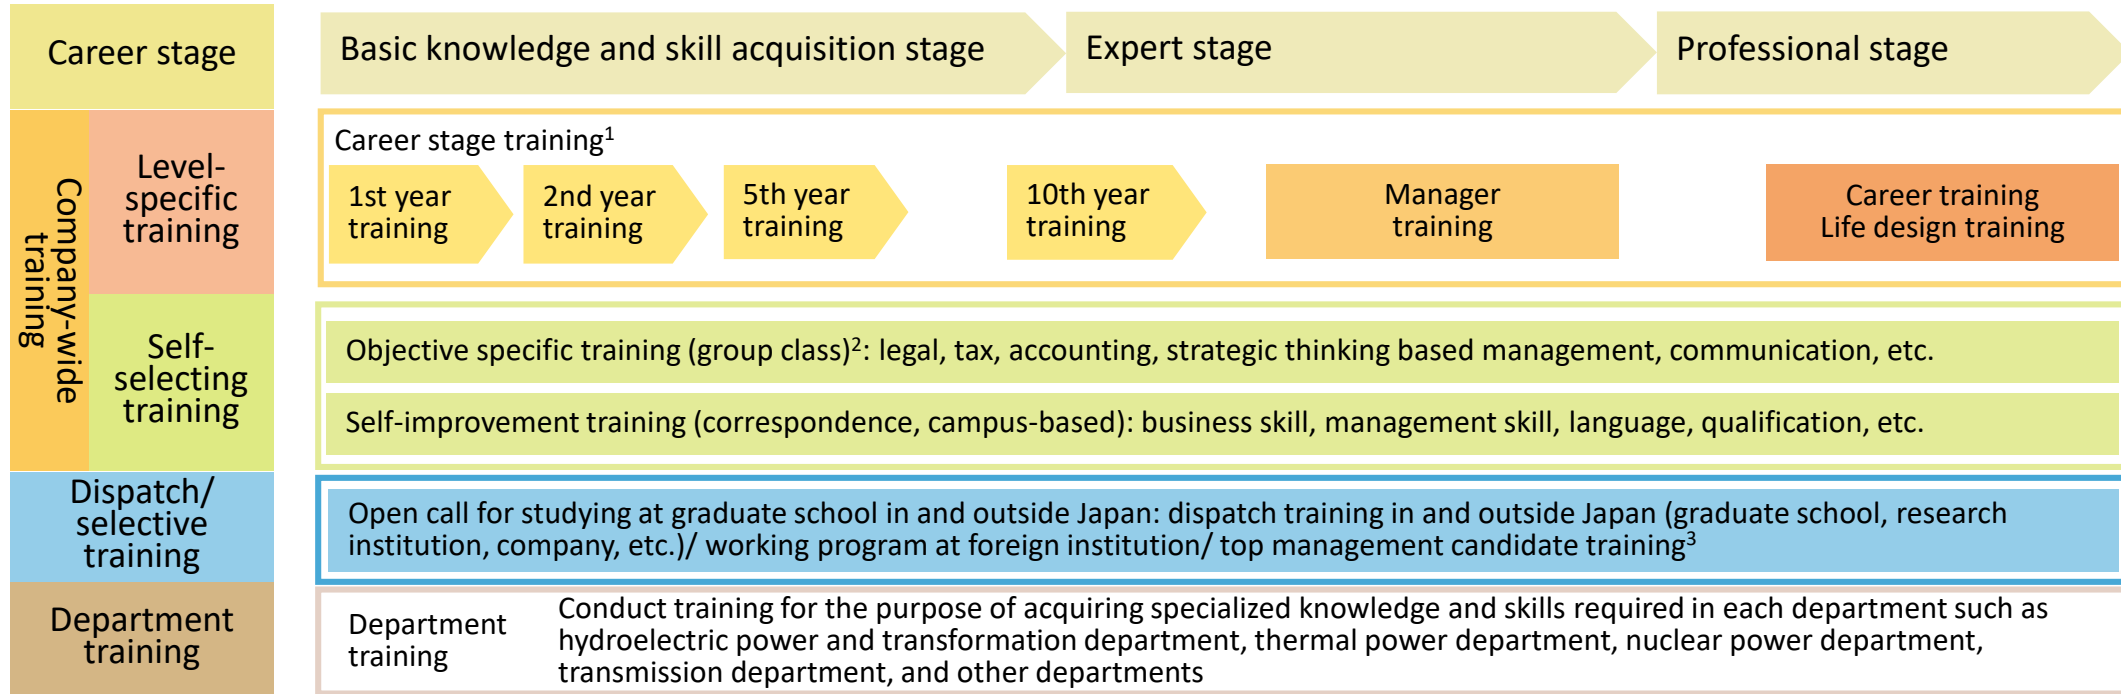 Career stage
Basic knowledge and skill acquisition stage
Expert stage
Professional stage
Company-wide
training
Level-
specific
training
Career stage training¹
1st year
training
2nd year
training
5th year
training
10th year
training
Manager
training
Career training
Life design training
Self-
selecting
training
Objective specific training (group class)²: legal, tax, accounting, strategic thinking based management, communication, etc.
Self-improvement training (correspondence, campus-based): business skill, management skill, language, qualification, etc.
Dispatch/
selective
training
Open call for studying at graduate school in and outside Japan: dispatch training in and outside Japan (graduate school, research
institution, company, etc.)/ working program at foreign institution/ top management candidate training³
Department
training
Department
training
Conduct training for the purpose of acquiring specialized knowledge and skills required in each department such as
hydroelectric power and transformation department, thermal power department, nuclear power department,
transmission department, and other departments